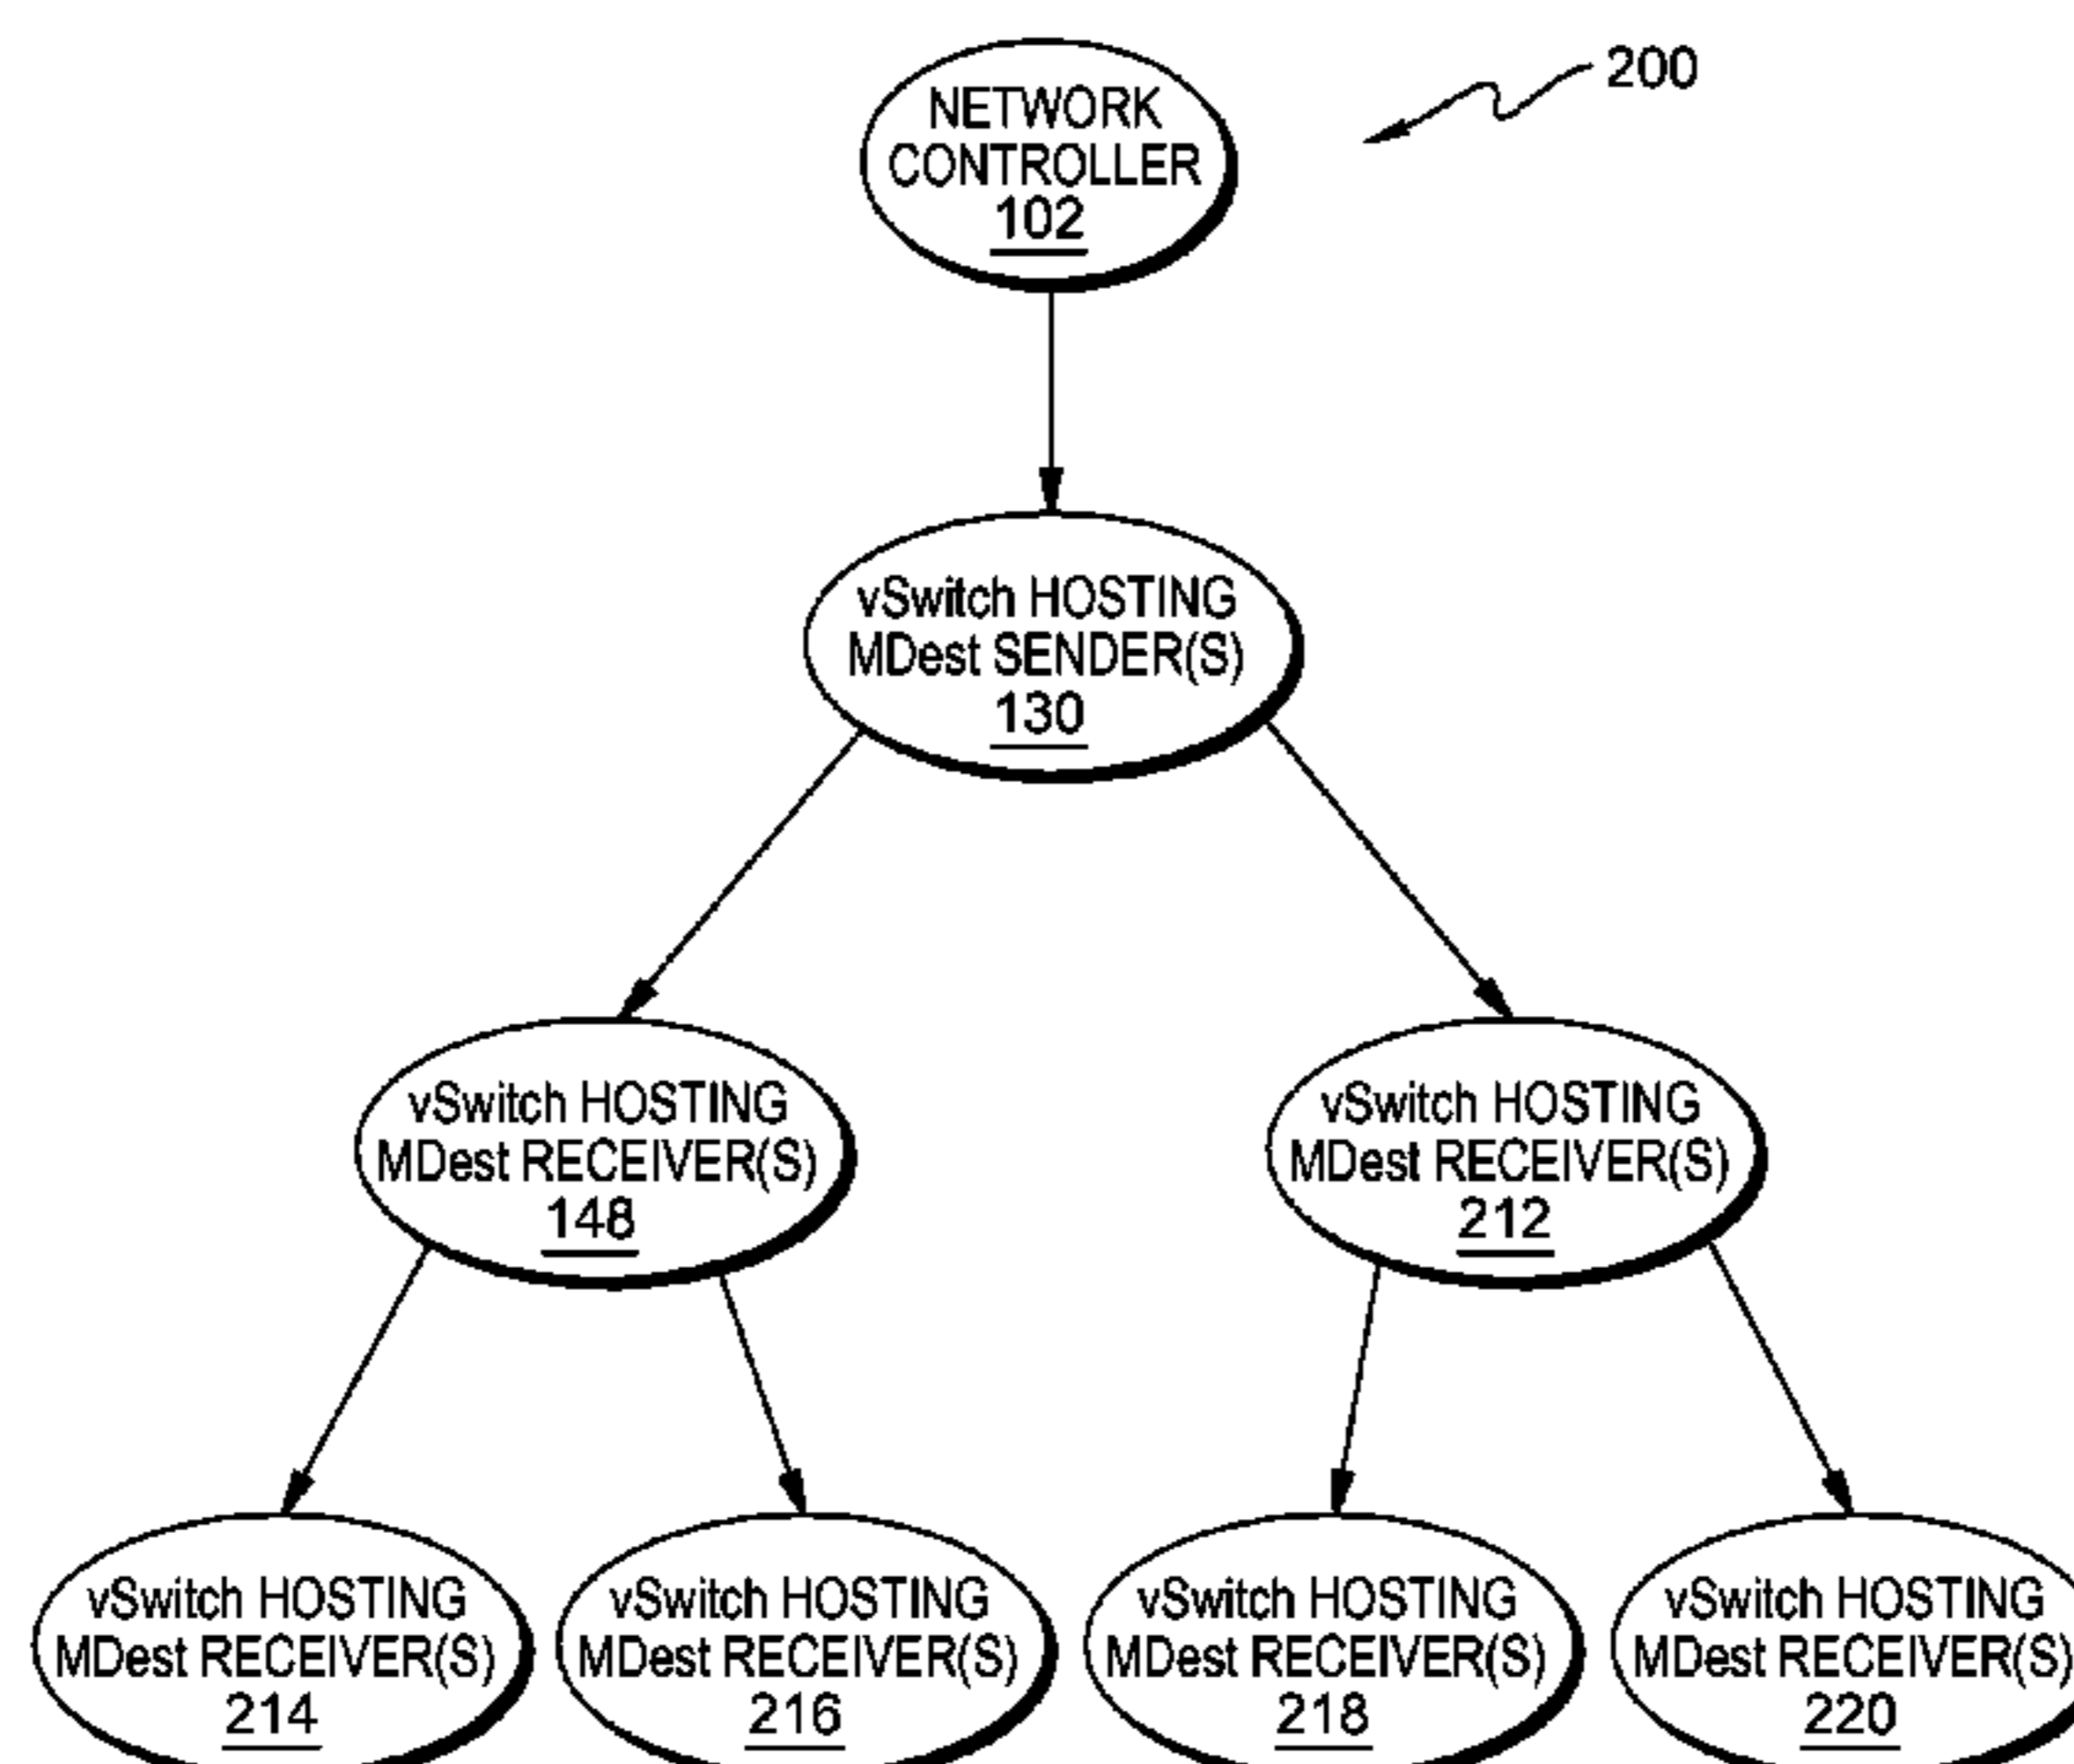 200
NETWORK
CONTROLLER
102
vSwitch HOSTING
MDest SENDER(S)
130
vSwitch HOSTING
MDest RECEIVER(S)
148
vSwitch HOSTING
MDest RECEIVER(S)
212
vSwitch HOSTING
MDest RECEIVER(S)
214
vSwitch HOSTING
MDest RECEIVER(S)
216
vSwitch HOSTING
MDest RECEIVER(S)
218
vSwitch HOSTING
MDest RECEIVER(S)
220